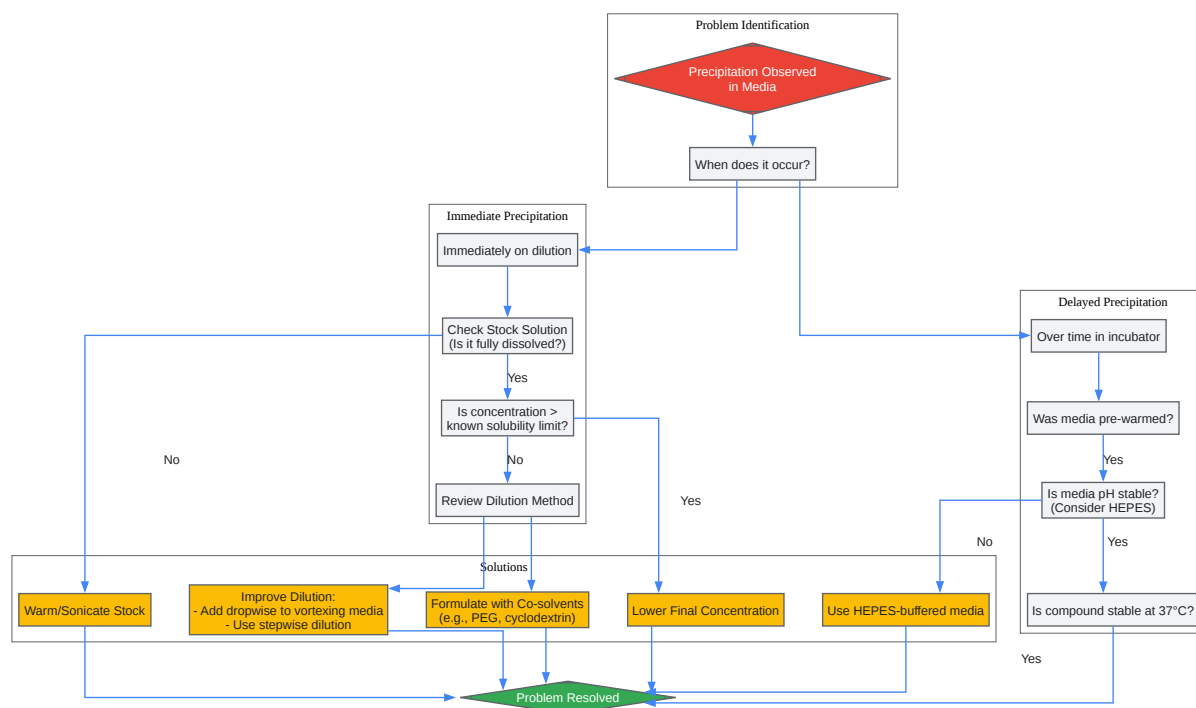 Problem Identification
Precipitation Observed
in Media
When does it occur?
Immediate Precipitation
Immediately on dilution
Check Stock Solution
(Is it fully dissolved?)
Yes
Is concentration >
known solubility limit?
No
Review Dilution Method
No
Yes
Delayed Precipitation
Over time in incubator
Was media pre-warmed?
Yes
Is media pH stable?
(Consider HEPES)
No
Yes
Is compound stable at 37°C?
Yes
Solutions
Warm/Sonicate Stock
Improve Dilution:
- Add dropwise to vortexing media
- Use stepwise dilution
Formulate with Co-solvents
(e.g., PEG, cyclodextrin)
Lower Final Concentration
Use HEPES-buffered media
Problem Resolved